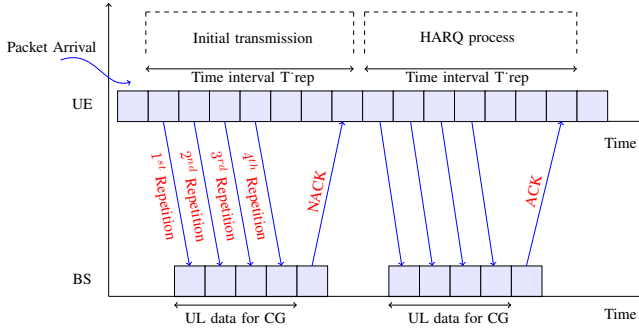 Initial transmission
HARQ process
Packet Arrival
Time interval T˙rep
Time interval T˙rep
UE
Time
1st Repetition
2nd Repetition
3rd Repetition
4th Repetition
NACK
ACK
BS
Time
UL data for CG
UL data for CG